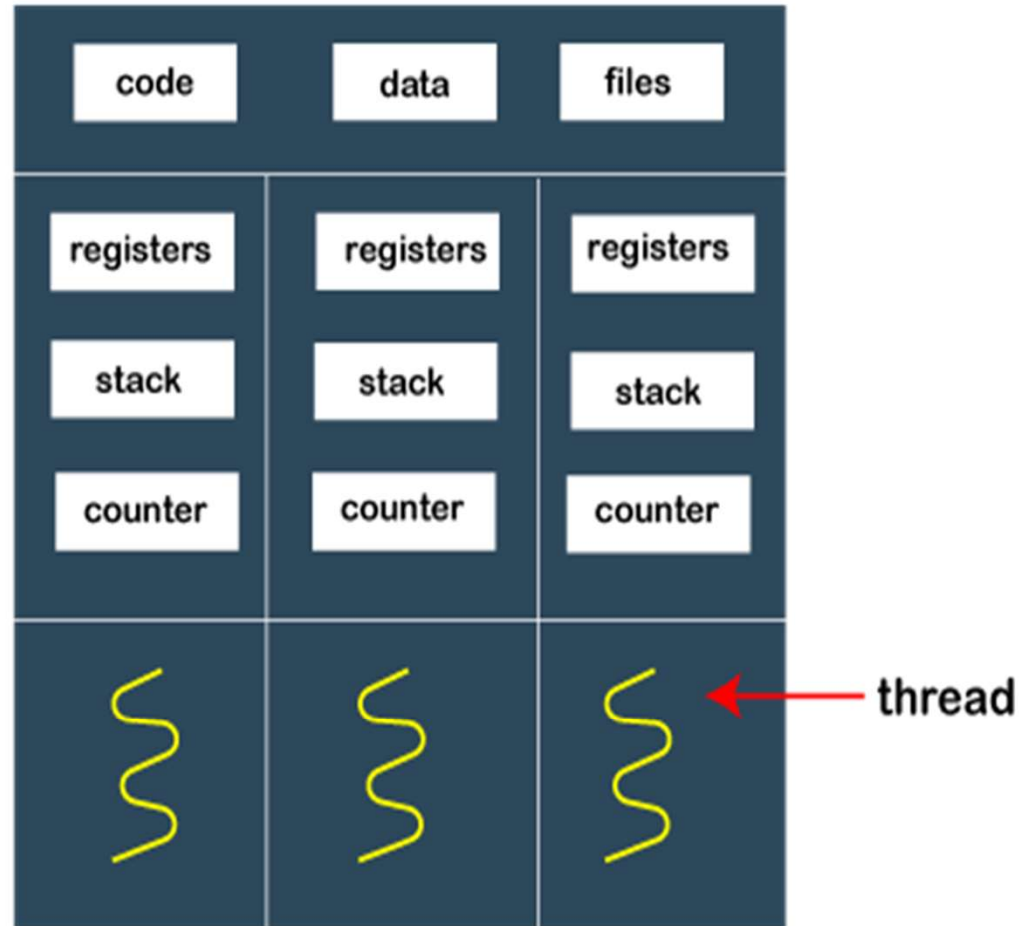 code data files
registers registers registers
stack stack stack
counter counter counter
thread